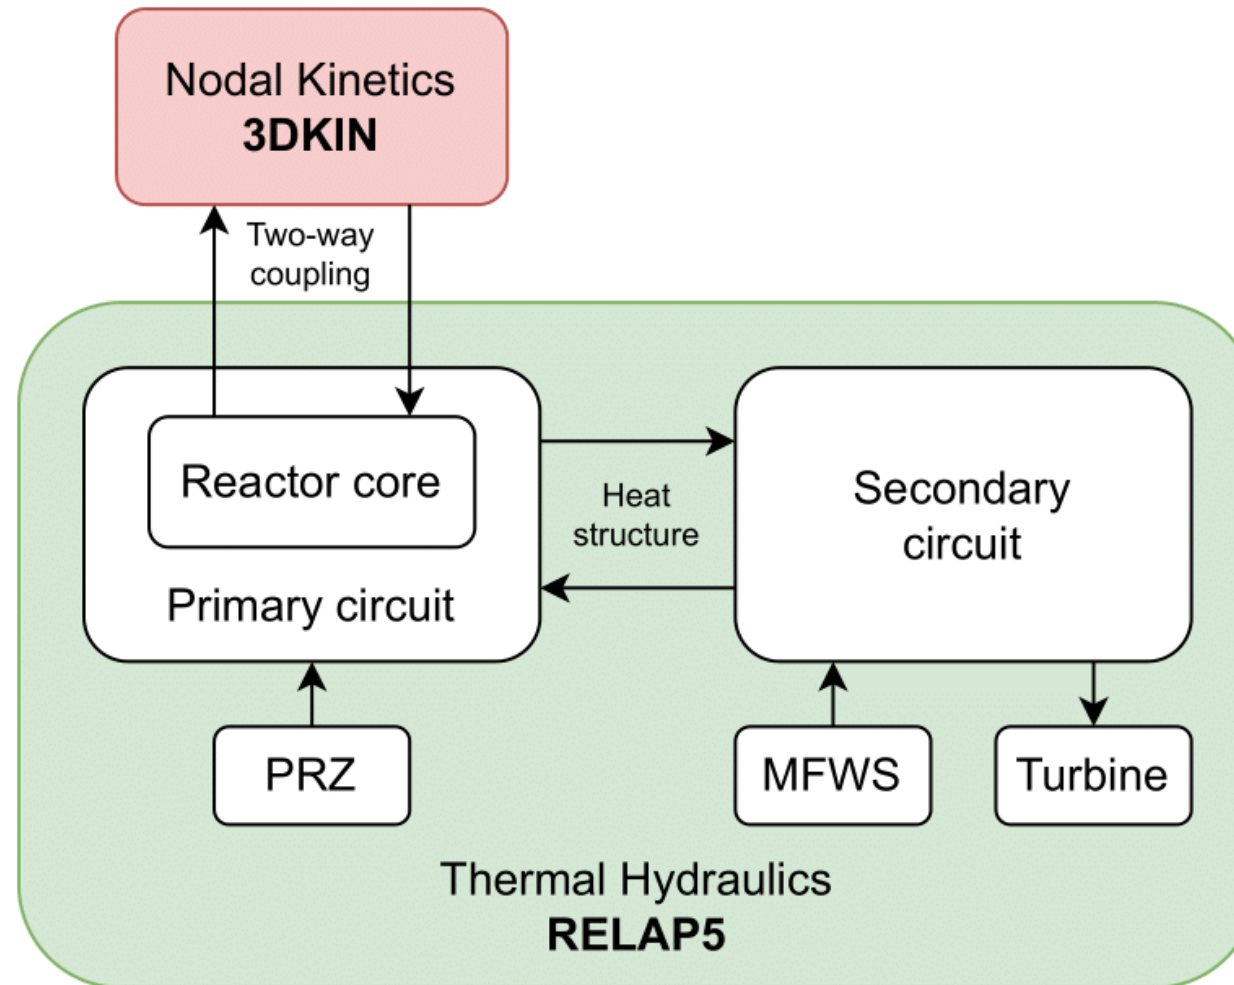 Nodal Kinetics
3DKIN
Two-way
coupling
Reactor core
Primary circuit
Heat
structure
Secondary
circuit
PRZ
MFWS
Turbine
Thermal Hydraulics
RELAP5